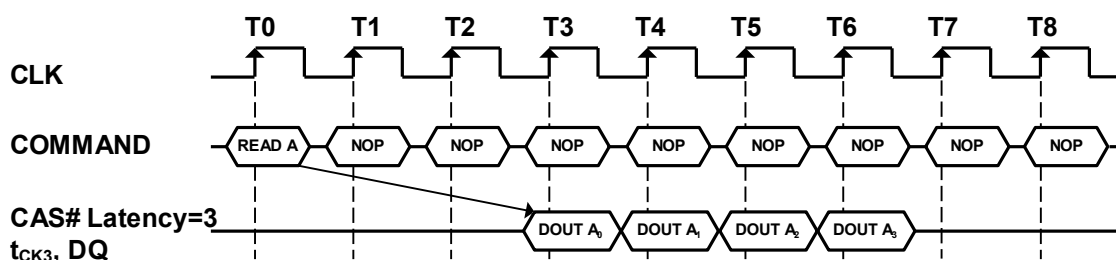 T0 T1 T2 T3 T4 T5 T6 T7 T8
CLK
COMMAND READ A NOP NOP NOP NOP NOP NOP NOP NOP
CAS# Latency=3
tCK3, DQ DOUT A0 DOUT A1 DOUT A2 DOUT A3